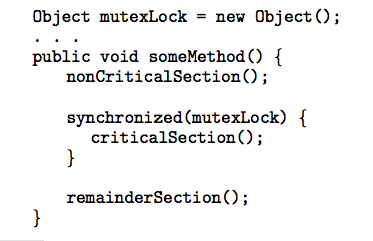 Object mutexLock = new Object();
. . .
public void someMethod() {
nonCriticalSection();
synchronized(mutexLock) {
criticalSection();
}
remainderSection();
}